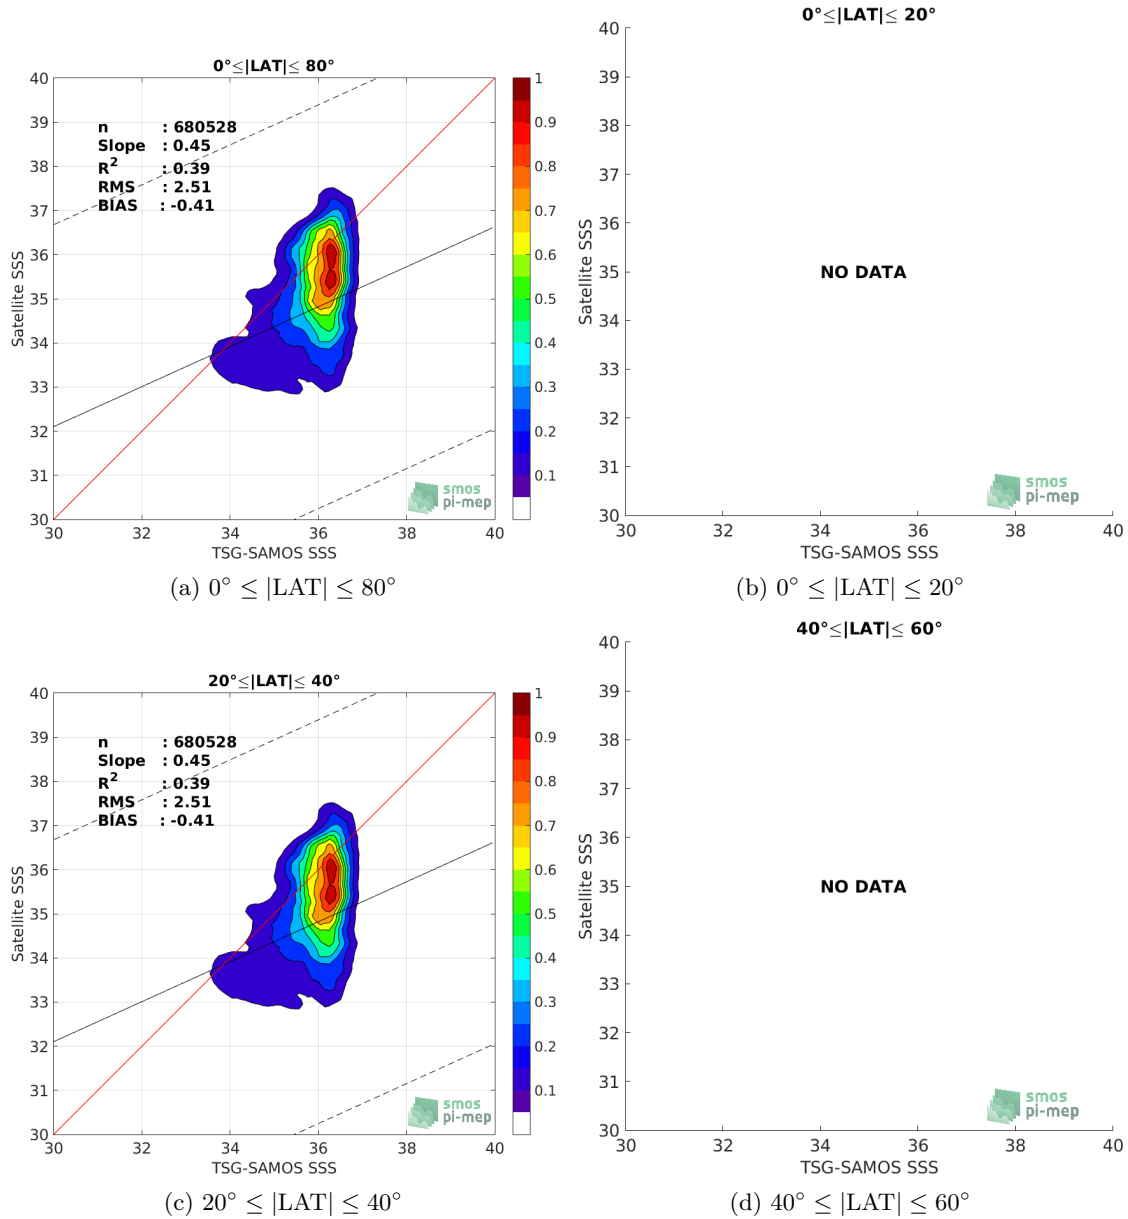 0°≤|LAT|≤ 80°
40
39
38
37
36
35
34
33
32
31
30
Satellite SSS
n : 680528
Slope : 0.45
R² : 0.39
RMS : 2.51
BIAS : -0.41
1
0.9
0.8
0.7
0.6
0.5
0.4
0.3
0.2
0.1
smos
pi-mep
30 32 34 36 38 40
TSG-SAMOS SSS
(a) 0° ≤ |LAT| ≤ 80°
0°≤|LAT|≤ 20°
40
39
38
37
36
35
34
33
32
31
30
Satellite SSS
NO DATA
smos
pi-mep
30 32 34 36 38 40
TSG-SAMOS SSS
(b) 0° ≤ |LAT| ≤ 20°
20°≤|LAT|≤ 40°
40
39
38
37
36
35
34
33
32
31
30
Satellite SSS
n : 680528
Slope : 0.45
R² : 0.39
RMS : 2.51
BIAS : -0.41
1
0.9
0.8
0.7
0.6
0.5
0.4
0.3
0.2
0.1
smos
pi-mep
30 32 34 36 38 40
TSG-SAMOS SSS
(c) 20° ≤ |LAT| ≤ 40°
40°≤|LAT|≤ 60°
40
39
38
37
36
35
34
33
32
31
30
Satellite SSS
NO DATA
smos
pi-mep
30 32 34 36 38 40
TSG-SAMOS SSS
(d) 40° ≤ |LAT| ≤ 60°